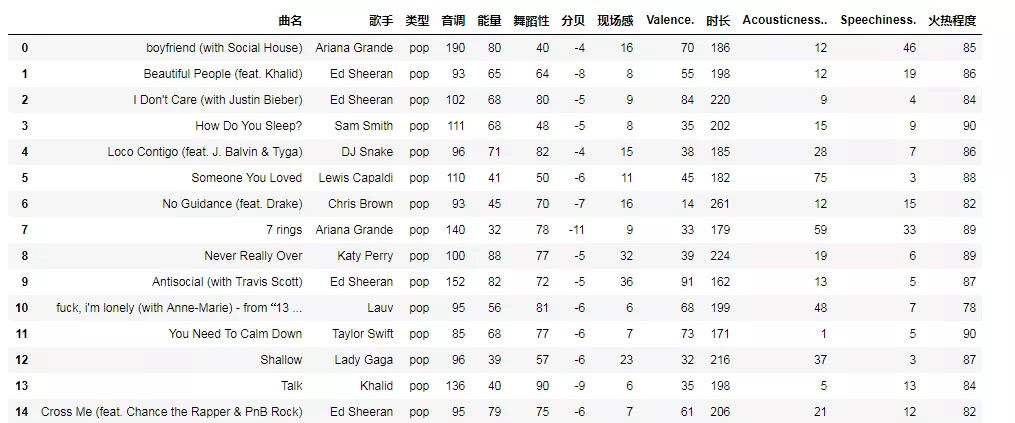 曲名 歌手 类型 音调 能量 舞蹈性 分贝 现场感 Valence. 时长 Acousticness.. Speechiness. 火热程度
0 boyfriend (with Social House) Ariana Grande pop 190 80 40 -4 16 70 186 12 46 85
1 Beautiful People (feat. Khalid) Ed Sheeran pop 93 65 64 -8 8 55 198 12 19 86
2 I Don't Care (with Justin Bieber) Ed Sheeran pop 102 68 80 -5 9 84 220 9 4 84
3 How Do You Sleep? Sam Smith pop 111 68 48 -5 8 35 202 15 9 90
4 Loco Contigo (feat. J. Balvin & Tyga) DJ Snake pop 96 71 82 -4 15 38 185 28 7 86
5 Someone You Loved Lewis Capaldi pop 110 41 50 -6 11 45 182 75 3 88
6 No Guidance (feat. Drake) Chris Brown pop 93 45 70 -7 16 14 261 12 15 82
7 7 rings Ariana Grande pop 140 32 78 -11 9 33 179 59 33 89
8 Never Really Over Katy Perry pop 100 88 77 -5 32 39 224 19 6 89
9 Antisocial (with Travis Scott) Ed Sheeran pop 152 82 72 -5 36 91 162 13 5 87
10 fuck, i'm lonely (with Anne-Marie) - from “13 ... Lauv pop 95 56 81 -6 6 68 199 48 7 78
11 You Need To Calm Down Taylor Swift pop 85 68 77 -6 7 73 171 1 5 90
12 Shallow Lady Gaga pop 96 39 57 -6 23 32 216 37 3 87
13 Talk Khalid pop 136 40 90 -9 6 35 198 5 13 84
14 Cross Me (feat. Chance the Rapper & PnB Rock) Ed Sheeran pop 95 79 75 -6 7 61 206 21 12 82